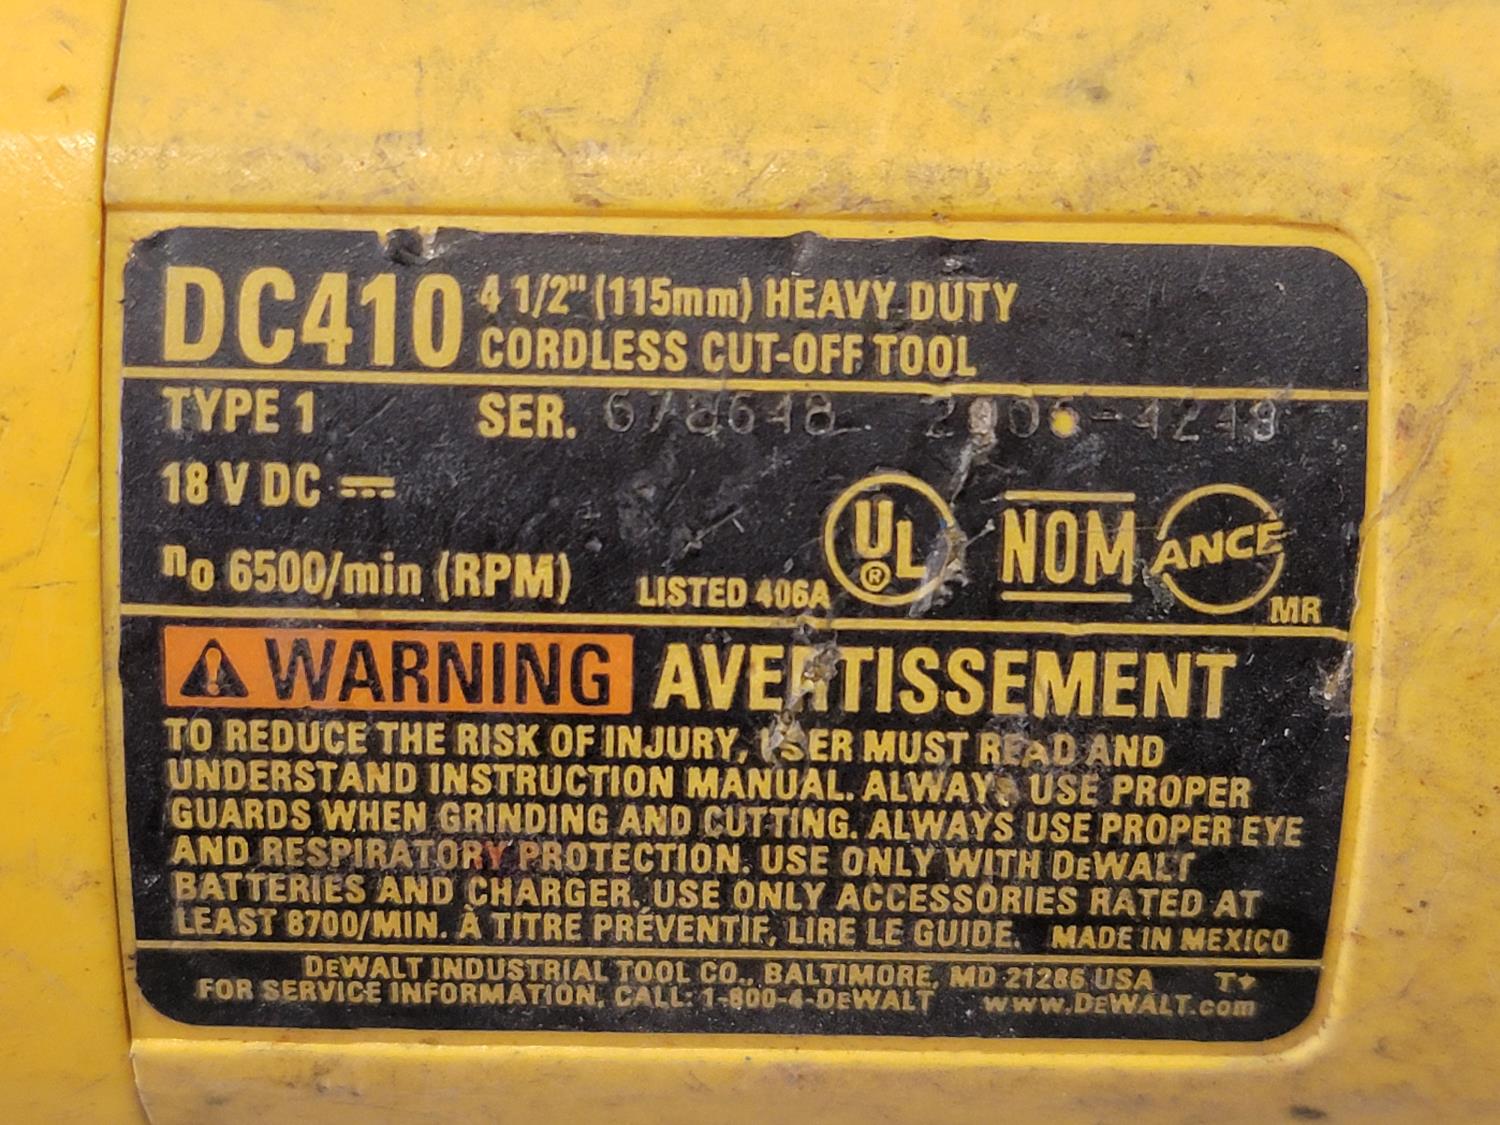 DC410 4 1/2" (115mm) HEAVY DUTY
CORDLESS CUT-OFF TOOL
TYPE 1 SER. 678648 2006-4249
18 V DC
no 6500/min (RPM) LISTED 406A UL ® NOM ANCE MR
WARNING AVERTISSEMENT
TO REDUCE THE RISK OF INJURY, USER MUST READ AND
UNDERSTAND INSTRUCTION MANUAL. ALWAYS USE PROPER
GUARDS WHEN GRINDING AND CUTTING. ALWAYS USE PROPER EYE
AND RESPIRATORY PROTECTION. USE ONLY WITH DEWALT
BATTERIES AND CHARGER. USE ONLY ACCESSORIES RATED AT
LEAST 8700/MIN. À TITRE PRÉVENTIF, LIRE LE GUIDE. MADE IN MEXICO
DEWALT INDUSTRIAL TOOL CO., BALTIMORE, MD 21286 USA
FOR SERVICE INFORMATION, CALL: 1-800-4-DEWALT www.DEWALT.com